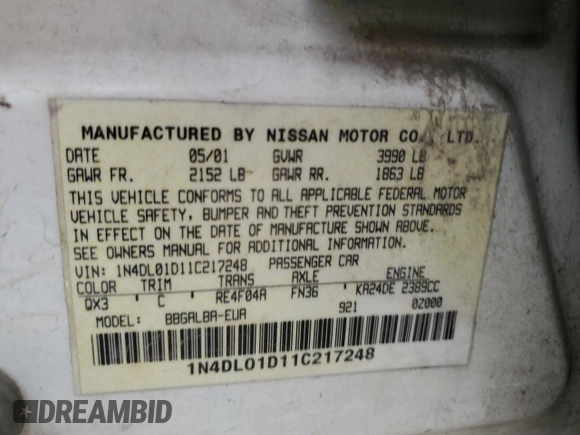 MANUFACTURED BY NISSAN MOTOR CO., LTD.
DATE 05/01 GVWR 3990 LB
GAWR FR. 2152 LB GAWR RR. 1863 LB
THIS VEHICLE CONFORMS TO ALL APPLICABLE FEDERAL MOTOR
VEHICLE SAFETY, BUMPER AND THEFT PREVENTION STANDARDS
IN EFFECT ON THE DATE OF MANUFACTURE SHOWN ABOVE.
SEE OWNERS MANUAL FOR ADDITIONAL INFORMATION.
VIN: 1N4DL01D11C217248 PASSENGER CAR
COLOR TRIM TRANS AXLE ENGINE
QX3 C RE4F04A FN36 KA24DE 2389CC
MODEL: BBGALBA-EUA 921 0Z000
1N4DL01D11C217248
DREAMBID